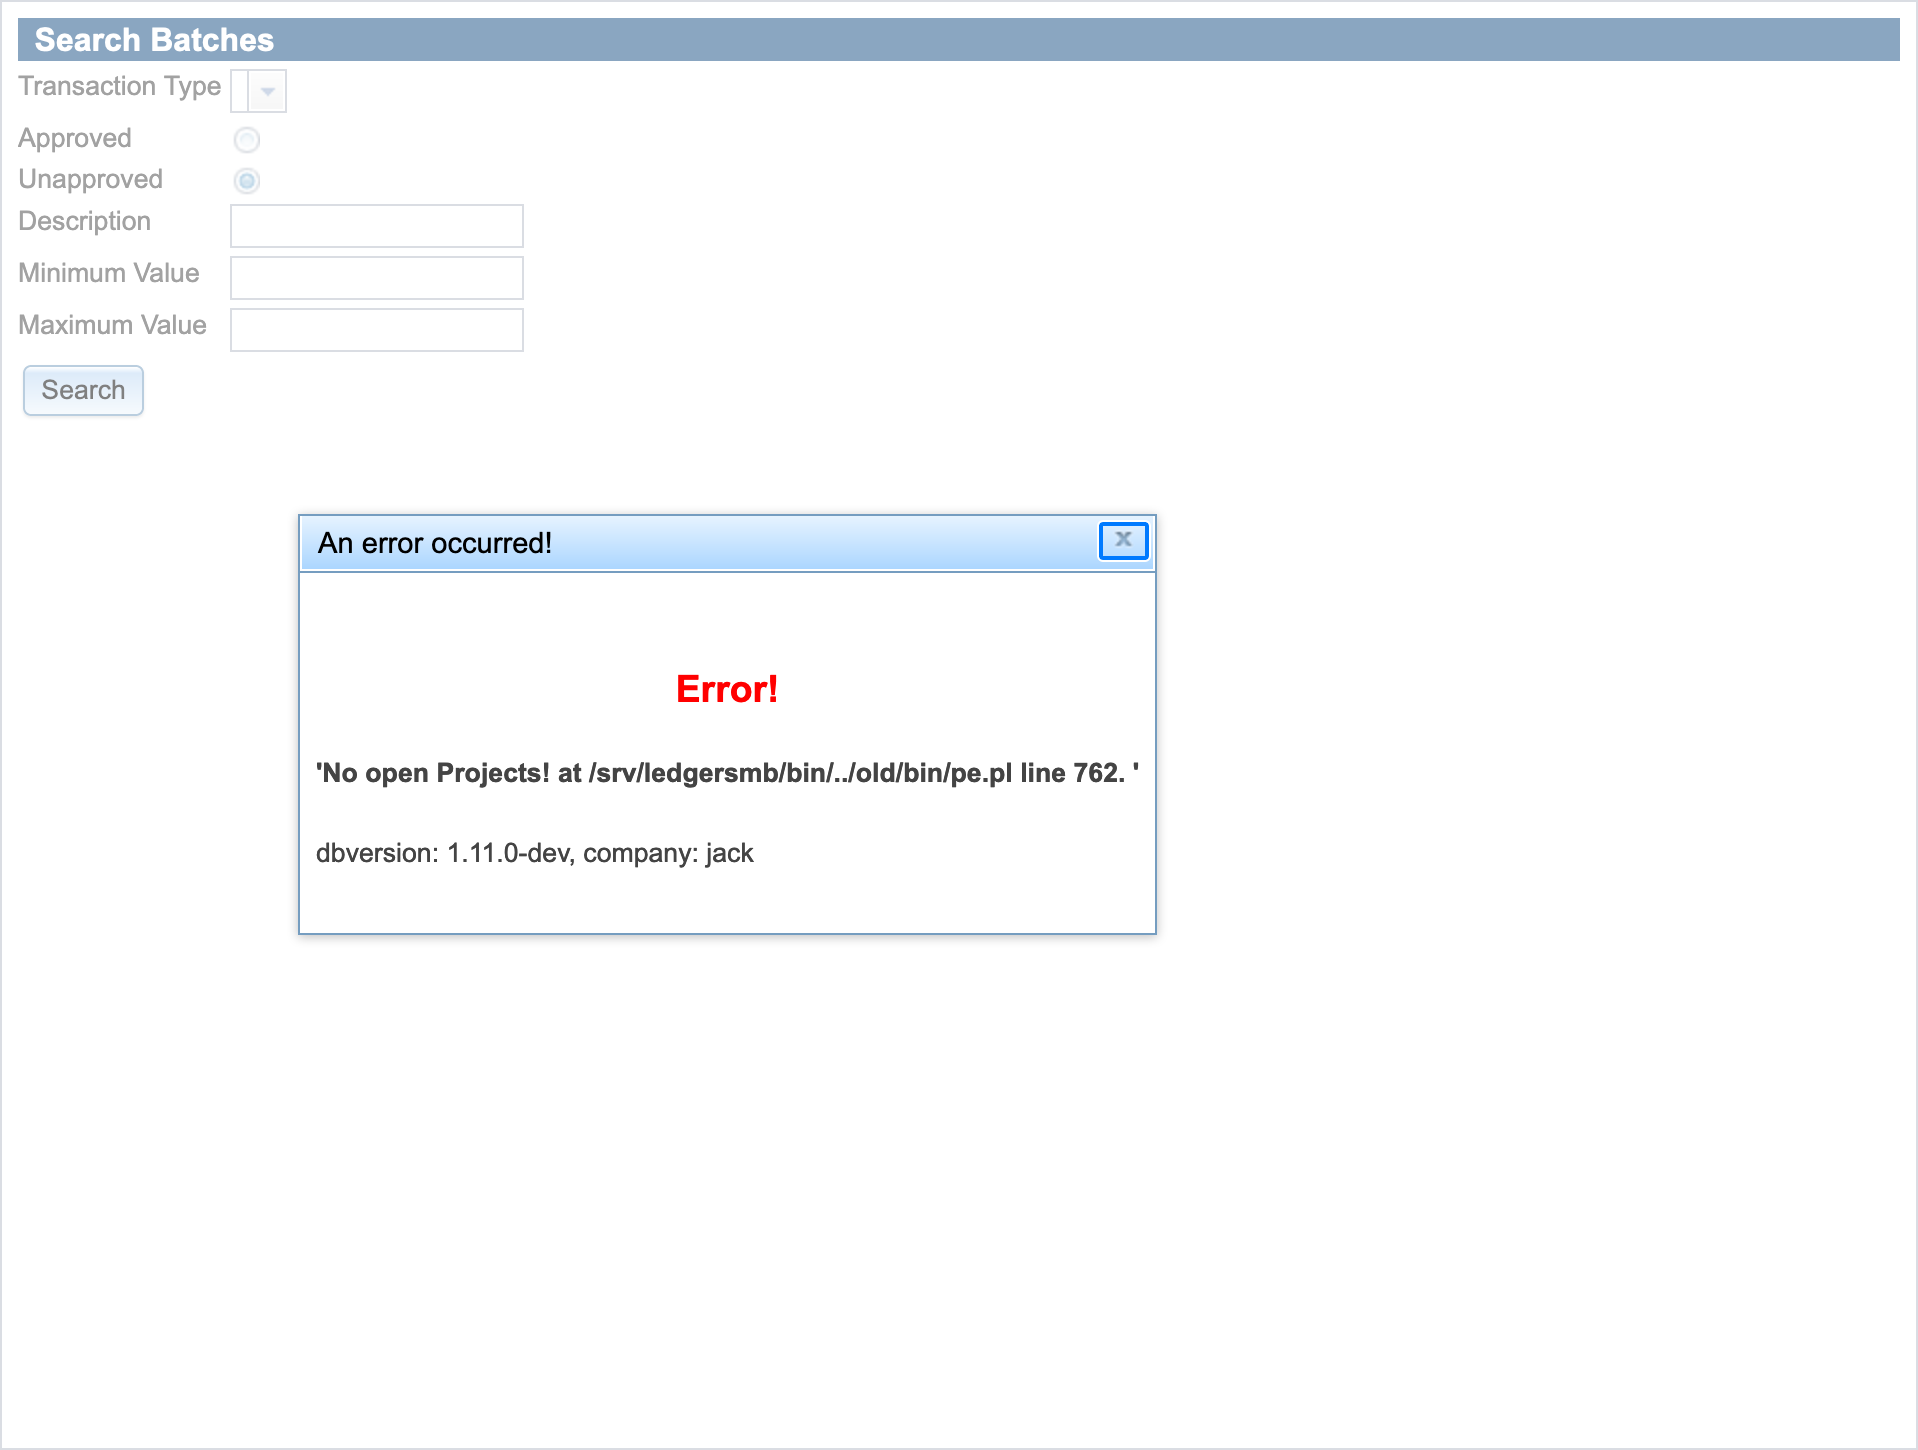 Search Batches
Transaction Type
Approved
Unapproved
Description
Minimum Value
Maximum Value
Search
An error occurred!
x
Error!
'No open Projects! at /srv/ledgersmb/bin/../old/bin/pe.pl line 762. '
dbversion: 1.11.0-dev, company: jack